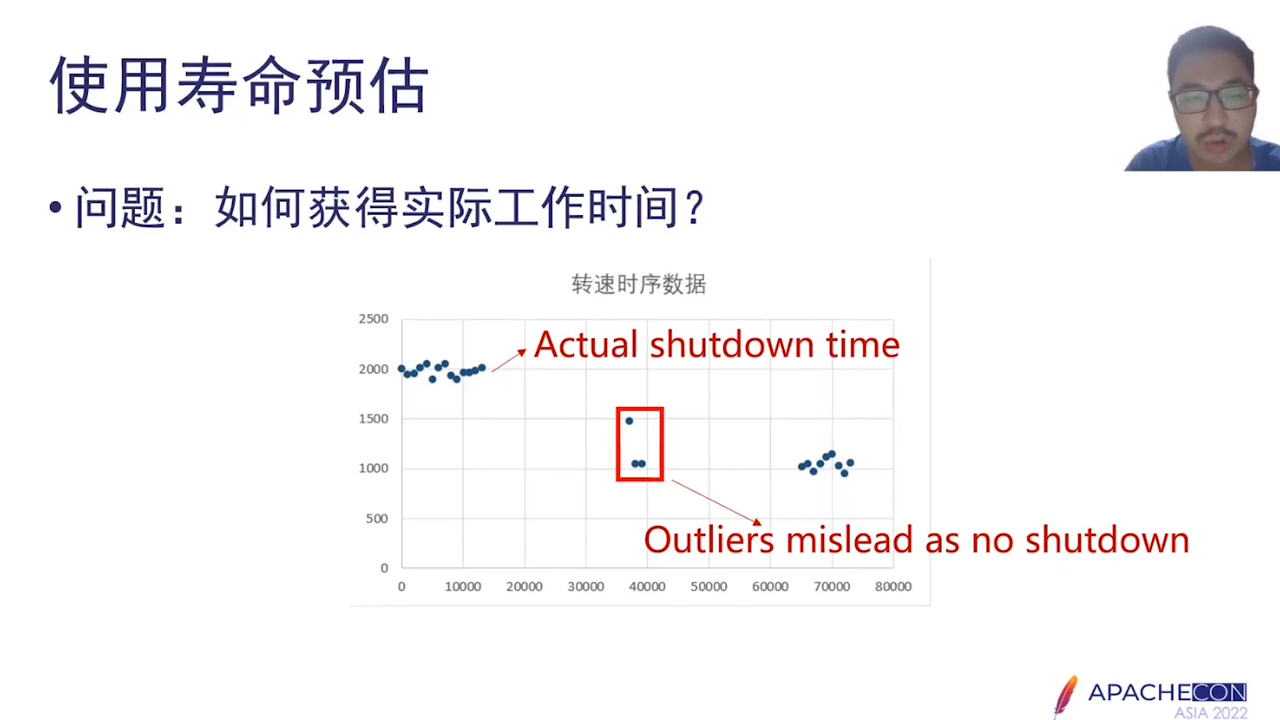 使用寿命预估
• 问题：如何获得实际工作时间？
转速时序数据
2500
Actual shutdown time
2000
1500
1000
500
Outliers mislead as no shutdown
0
0 10000 20000 30000 40000 50000 60000 70000 80000
APACHECON
ASIA 2022